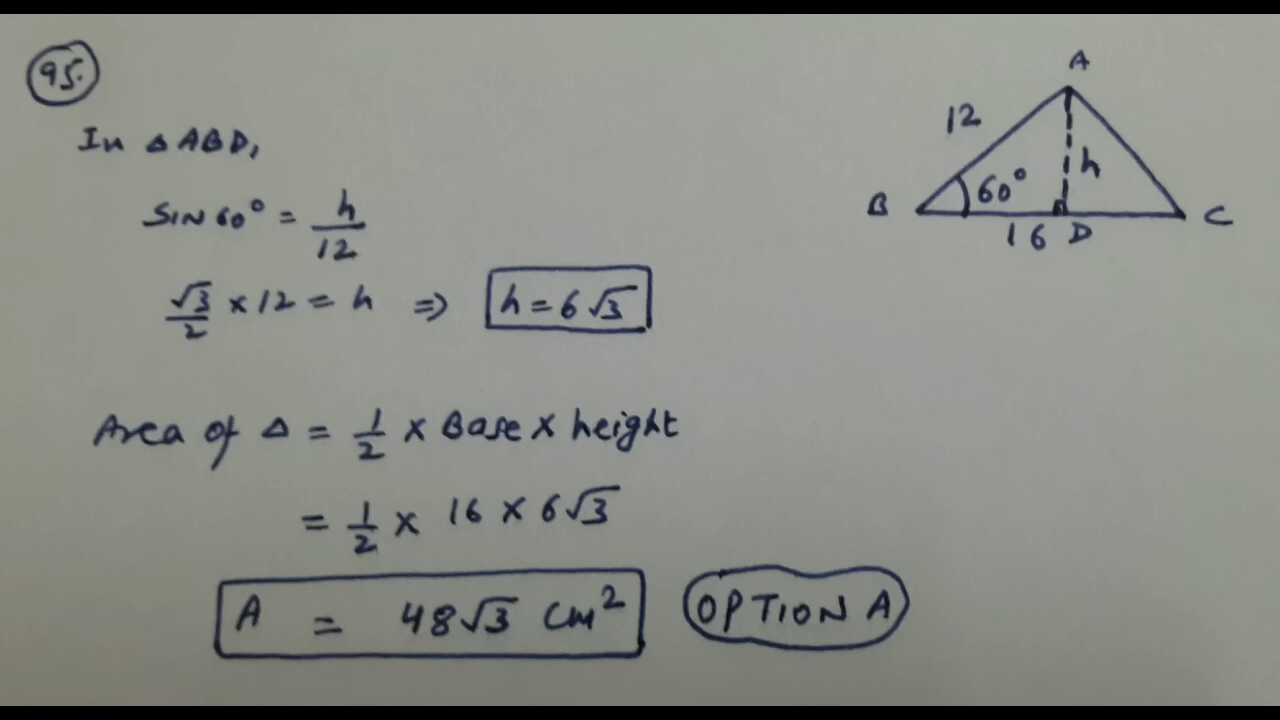 95.
In △ABD,
SIN 60° = h/12
√3/2 × 12 = h ⇒ h = 6√3
Area of △ = 1/2 × Base × height
= 1/2 × 16 × 6√3
A = 48√3 cm²
OPTION A
A
12
h
B 60° C
16 D